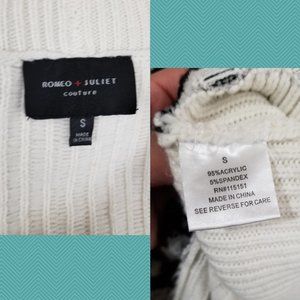 ROMEO + JULIET
couture
S
MADE
IN CHINA
S
95%ACRYLIC
5%SPANDEX
RN#115151
MADE IN CHINA
SEE REVERSE FOR CARE